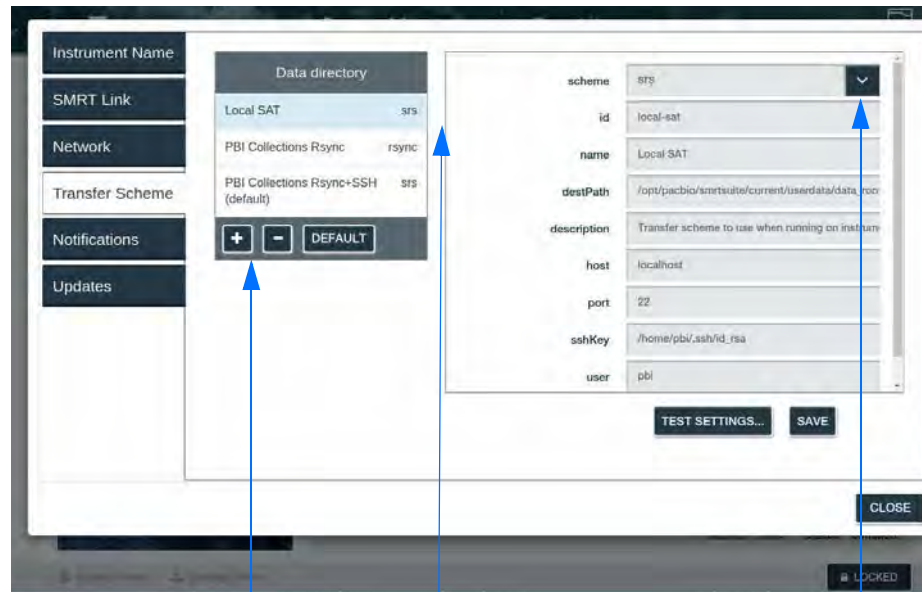 Instrument Name
SMRT Link
Network
Transfer Scheme
Notifications
Updates
Data directory
Local SAT srs
PBI Collections Rsync rsync
PBI Collections Rsync+SSH srs
(default)
+ - DEFAULT
scheme srs
id local-sat
name Local SAT
destPath /opt/pacbio/smrtsuite/current/userdata/data_roo
description Transfer scheme to use when running on instrum
host localhost
port 22
sshKey /home/pbi/.ssh/id_rsa
user pbi
TEST SETTINGS... SAVE
CLOSE
LOCKED